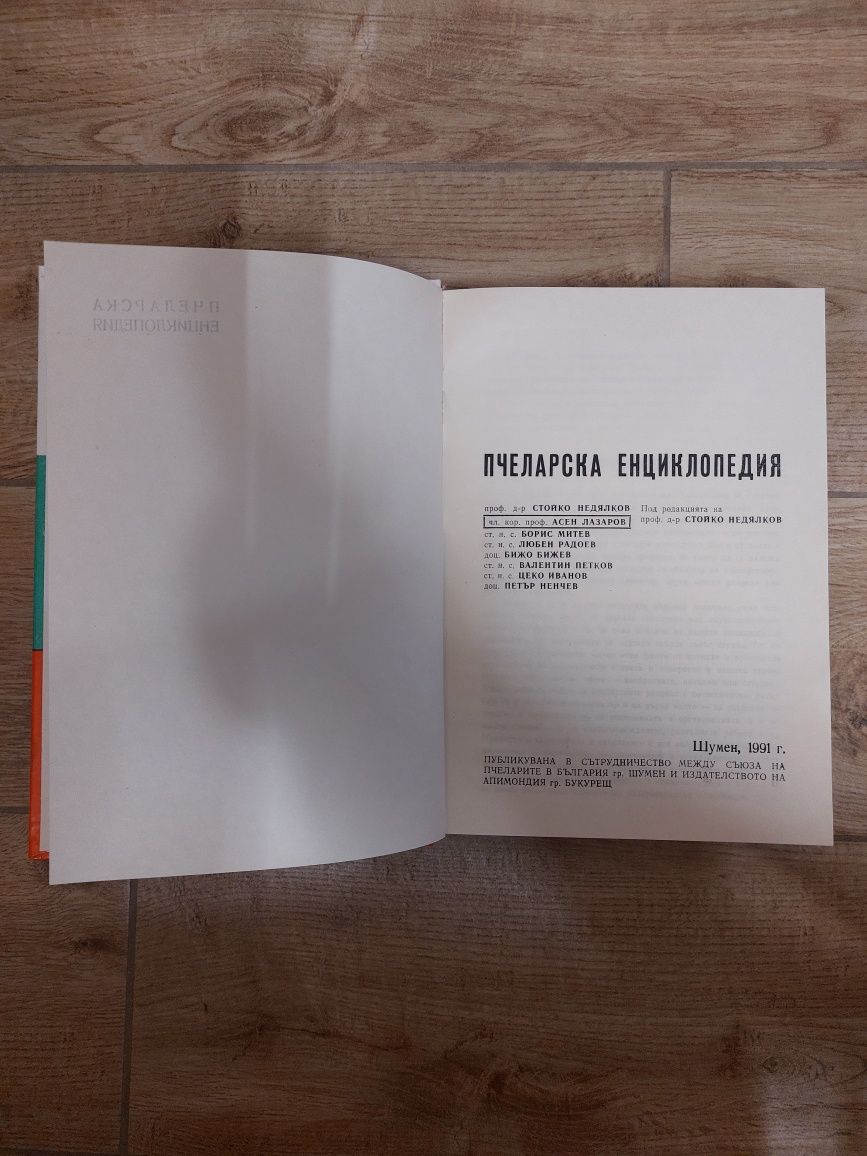 ПЧЕЛАРСКА
ЕНЦИКЛОПЕДИЯ
ПЧЕЛАРСКА ЕНЦИКЛОПЕДИЯ
проф. д-р СТОЙКО НЕДЯЛКОВ
чл. кор. проф. АСЕН ЛАЗАРОВ
ст. н. с. БОРИС МИТЕВ
ст. н. с. ЛЮБЕН РАДОЕВ
доц. БИЖО БИЖЕВ
ст. н. с. ВАЛЕНТИН ПЕТКОВ
ст. н. с. ЦЕКО ИВАНОВ
доц. ПЕТЪР НЕНЧЕВ
Под редакцията на
проф. д-р СТОЙКО НЕДЯЛКОВ
Шумен, 1991 г.
ПУБЛИКУВАНА В СЪТРУДНИЧЕСТВО МЕЖДУ СЪЮЗА НА
ПЧЕЛАРИТЕ В БЪЛГАРИЯ гр. ШУМЕН И ИЗДАТЕЛСТВОТО НА
АПИМОНДИЯ гр. БУКУРЕЩ